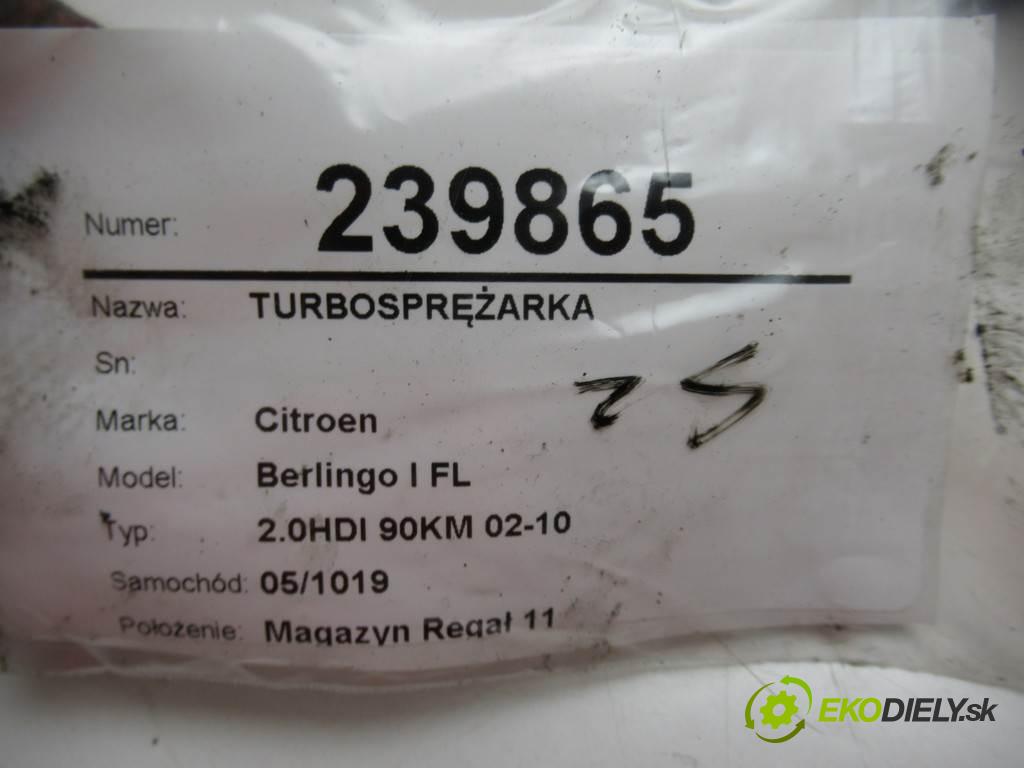 Numer: 239865
Nazwa: TURBOSPRĘŻARKA
Sn:
Marka: Citroen
Model: Berlingo I FL
Typ: 2.0HDI 90KM 02-10
Samochód: 05/1019
Położenie: Magazyn Regał 11
EKODIELY.sk